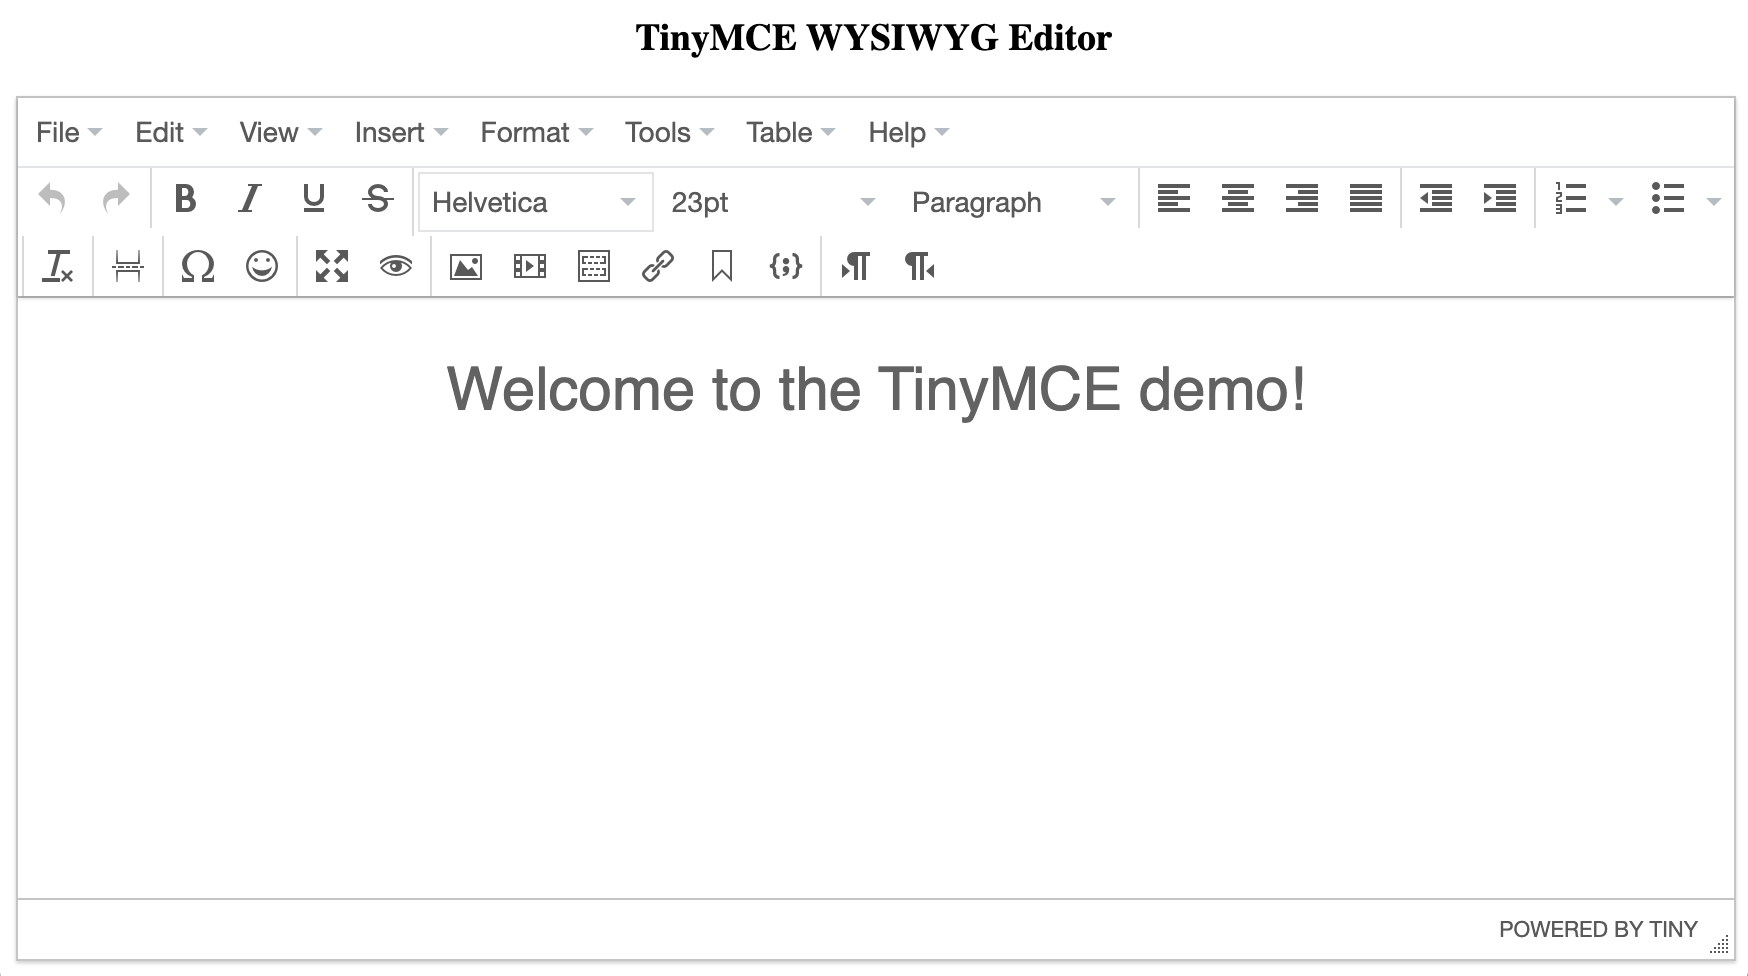 TinyMCE WYSIWYG Editor
File Edit View Insert Format Tools Table Help
B I U S Helvetica 23pt Paragraph
Welcome to the TinyMCE demo!
POWERED BY TINY